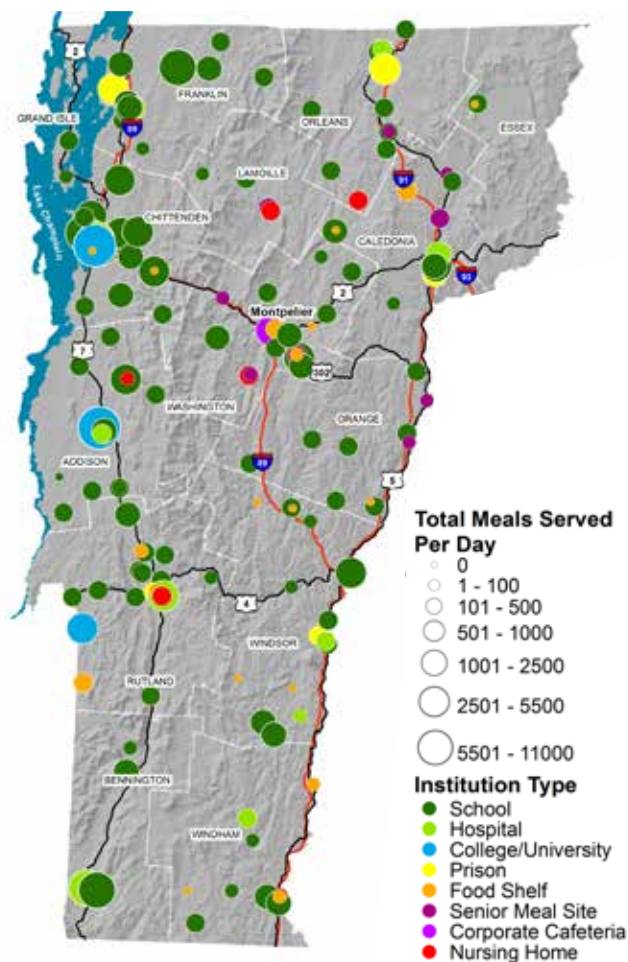 2
FRANKLIN
GRAND ISLE
89
ORLEANS
ESSEX
LAMOILLE
91
Lake Champlain
CHITTENDEN
CALEDONIA
93
2
Montpelier
7
302
WASHINGTON
ORANGE
ADDISON
89
5
4
WINDSOR
RUTLAND
BENNINGTON
WINDHAM
Total Meals Served
Per Day
0
1 - 100
101 - 500
501 - 1000
1001 - 2500
2501 - 5500
5501 - 11000
Institution Type
School
Hospital
College/University
Prison
Food Shelf
Senior Meal Site
Corporate Cafeteria
Nursing Home